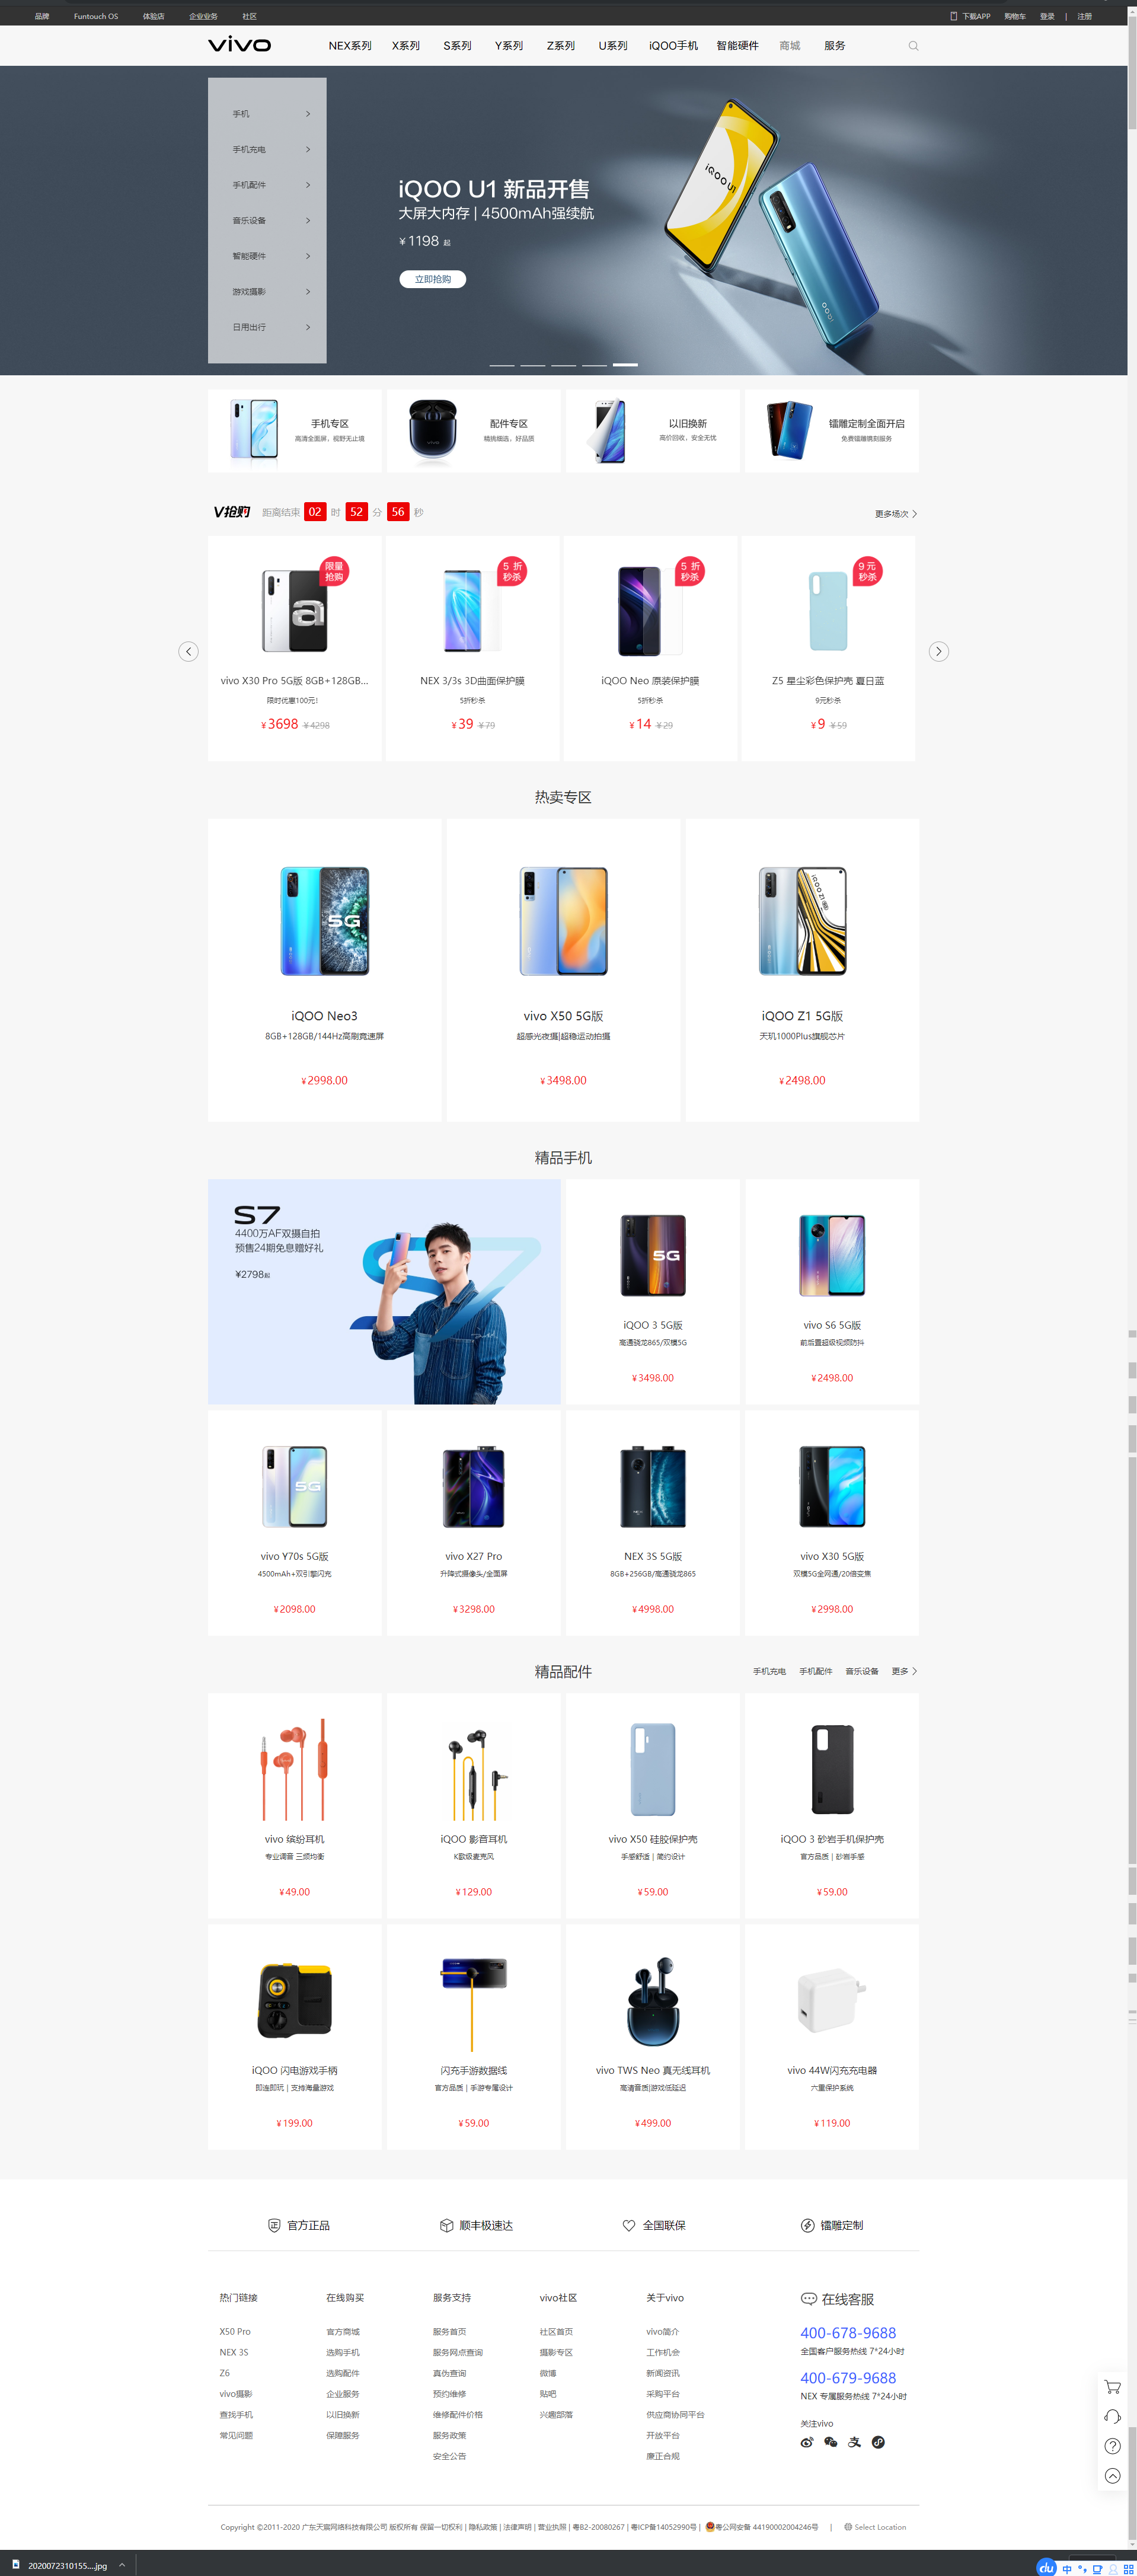 品牌 Funtouch OS 体验店 企业业务 社区 下载APP 购物车 登录 | 注册
vivo NEX系列 X系列 S系列 Y系列 Z系列 U系列 iQOO手机 智能硬件 商城 服务
手机
手机充电
手机配件
音乐设备
智能硬件
游戏摄影
日用出行
iQOO U1 新品开售
大屏大内存 | 4500mAh强续航
¥ 1198 起
立即抢购
iQOO U1
iQOO
手机专区
高清全面屏，视野无止境
配件专区
精挑细选，好品质
以旧换新
高价回收，安全无忧
镭雕定制全面开启
免费镭雕镌刻服务
V抢购 距离结束 02 时 52 分 56 秒 更多场次
限量
抢购
5 折
秒杀
5 折
秒杀
9元
秒杀
vivo X30 Pro 5G版 8GB+128GB... NEX 3/3s 3D曲面保护膜 iQOO Neo 原装保护膜 Z5 星尘彩色保护壳 夏日蓝
限时优惠100元！ 5折秒杀 5折秒杀 9元秒杀
¥ 3698 ¥ 4298 ¥ 39 ¥ 79 ¥ 14 ¥ 29 ¥ 9 ¥ 59
热卖专区
5G
iQOO Z1
iQOO Neo3 vivo X50 5G版 iQOO Z1 5G版
8GB+128GB/144Hz高刷竞速屏 超感光夜摄|超稳运动拍摄 天玑1000Plus旗舰芯片
¥ 2998.00 ¥ 3498.00 ¥ 2498.00
精品手机
S7
4400万AF双摄自拍
预售24期免息赠好礼
¥2798起
5G
iQOO 3 5G版 vivo S6 5G版
高通骁龙865/双模5G 前后置超级视频防抖
¥ 3498.00 ¥ 2498.00
5G
vivo Y70s 5G版 vivo X27 Pro NEX 3S 5G版 vivo X30 5G版
4500mAh+双引擎闪充 升降式摄像头/全面屏 8GB+256GB/高通骁龙865 双模5G全网通/20倍变焦
¥ 2098.00 ¥ 3298.00 ¥ 4998.00 ¥ 2998.00
精品配件 手机充电 手机配件 音乐设备 更多
vivo 缤纷耳机 iQOO 影音耳机 vivo X50 硅胶保护壳 iQOO 3 砂岩手机保护壳
专业调音 三频均衡 K歌级麦克风 手感舒适 | 简约设计 官方品质 | 砂岩手感
¥ 49.00 ¥ 129.00 ¥ 59.00 ¥ 59.00
iQOO 闪电游戏手柄 闪充手游数据线 vivo TWS Neo 真无线耳机 vivo 44W闪充充电器
即连即玩 | 支持海量游戏 官方品质 | 手游专属设计 高清音质|游戏低延迟 六重保护系统
¥ 199.00 ¥ 59.00 ¥ 499.00 ¥ 119.00
正 官方正品 顺丰极速达 全国联保 镭雕定制
热门链接
X50 Pro
NEX 3S
Z6
vivo摄影
查找手机
常见问题
在线购买
官方商城
选购手机
选购配件
企业服务
以旧换新
保障服务
服务支持
服务首页
服务网点查询
真伪查询
预约维修
维修配件价格
服务政策
安全公告
vivo社区
社区首页
摄影专区
微博
贴吧
兴趣部落
关于vivo
vivo简介
工作机会
新闻资讯
采购平台
供应商协同平台
开放平台
廉正合规
在线客服
400-678-9688
全国客户服务热线 7*24小时
400-679-9688
NEX 专属服务热线 7*24小时
关注vivo
Copyright ©2011-2020 广东天宸网络科技有限公司 版权所有 保留一切权利 | 隐私政策 | 法律声明 | 营业执照 | 粤B2-20080267 | 粤ICP备14052990号 | 粤公网安备 44190002004246号 | Select Location
2020072310155....jpg
du 中